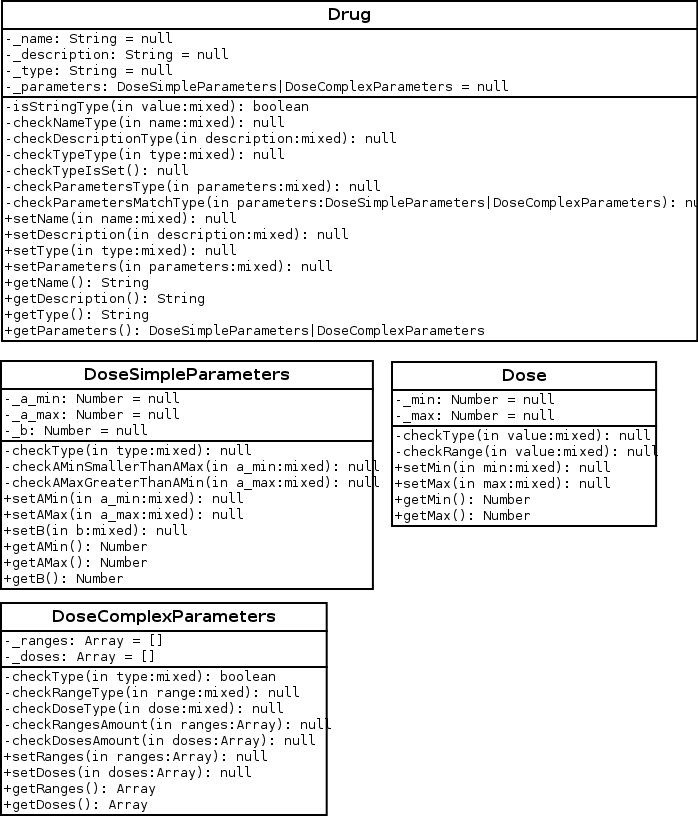 Drug
-_name: String = null
-_description: String = null
-_type: String = null
-_parameters: DoseSimpleParameters|DoseComplexParameters = null
-isStringType(in value:mixed): boolean
-checkNameType(in name:mixed): null
-checkDescriptionType(in description:mixed): null
-checkTypeType(in type:mixed): null
-checkTypeIsSet(): null
-checkParametersType(in parameters:mixed): null
-checkParametersMatchType(in parameters:DoseSimpleParameters|DoseComplexParameters):
+setName(in name:mixed): null
+setDescription(in description:mixed): null
+setType(in type:mixed): null
+setParameters(in parameters:mixed): null
+getName(): String
+getDescription(): String
+getType(): String
+getParameters(): DoseSimpleParameters|DoseComplexParameters
DoseSimpleParameters
-_a_min: Number = null
-_a_max: Number = null
-_b: Number = null
-checkType(in type:mixed): null
-checkAMinSmallerThanAMax(in a_min:mixed): null
-checkAMaxGreaterThanAMin(in a_max:mixed): null
+setAMin(in a_min:mixed): null
+setAMax(in a_max:mixed): null
+setB(in b:mixed): null
+getAMin(): Number
+getAMax(): Number
+getB(): Number
Dose
-_min: Number = null
-_max: Number = null
-checkType(in value:mixed): null
-checkRange(in value:mixed): null
+setMin(in min:mixed): null
+setMax(in max:mixed): null
+getMin(): Number
+getMax(): Number
DoseComplexParameters
-_ranges: Array = []
-_doses: Array = []
-checkType(in type:mixed): boolean
-checkRangeType(in range:mixed): null
-checkDoseType(in dose:mixed): null
-checkRangesAmount(in ranges:Array): null
-checkDosesAmount(in doses:Array): null
+setRanges(in ranges:Array): null
+setDoses(in doses:Array): null
+getRanges(): Array
+getDoses(): Array